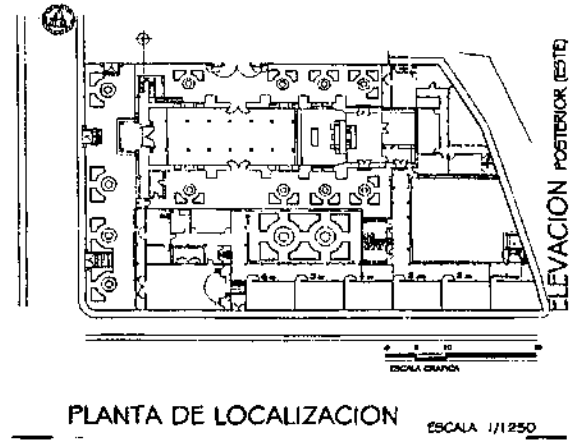 ELEVACION POSTERIOR (ESTE)
ESCALA GRAFICA
PLANTA DE LOCALIZACION
ESCALA 1/1250